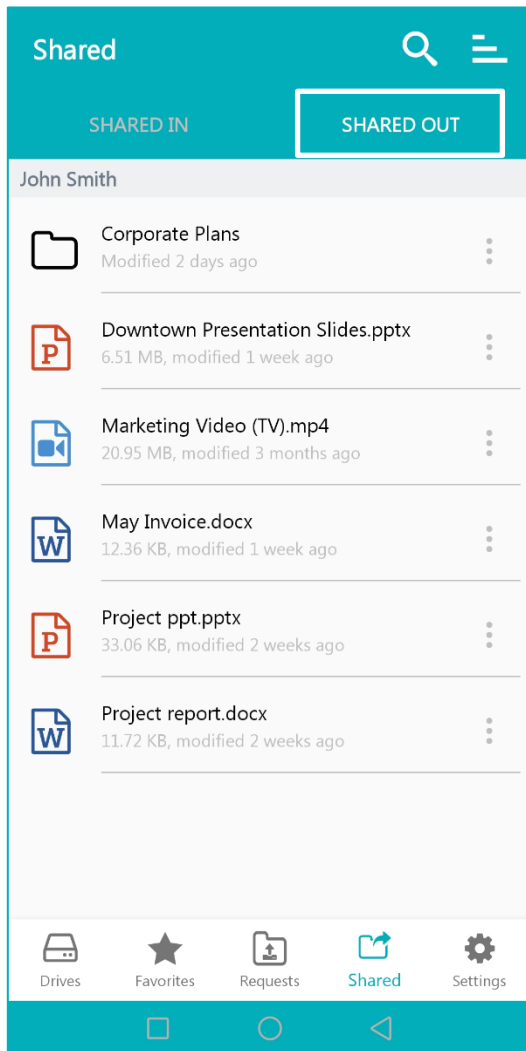 Shared
SHARED IN SHARED OUT
John Smith
Corporate Plans
Modified 2 days ago
Downtown Presentation Slides.pptx
6.51 MB, modified 1 week ago
Marketing Video (TV).mp4
20.95 MB, modified 3 months ago
May Invoice.docx
12.36 KB, modified 1 week ago
Project ppt.pptx
33.06 KB, modified 2 weeks ago
Project report.docx
11.72 KB, modified 2 weeks ago
Drives Favorites Requests Shared Settings